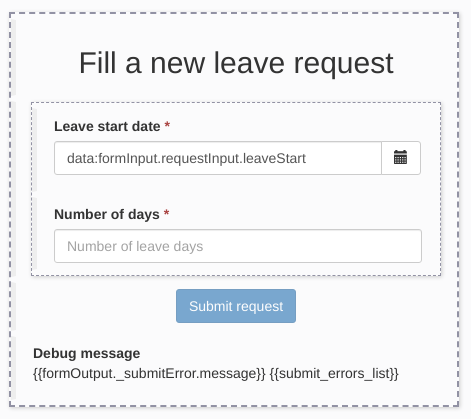 Fill a new leave request
Leave start date *
data:formInput.requestInput.leaveStart
Number of days *
Number of leave days
Submit request
Debug message
{{formOutput._submitError.message}} {{submit_errors_list}}